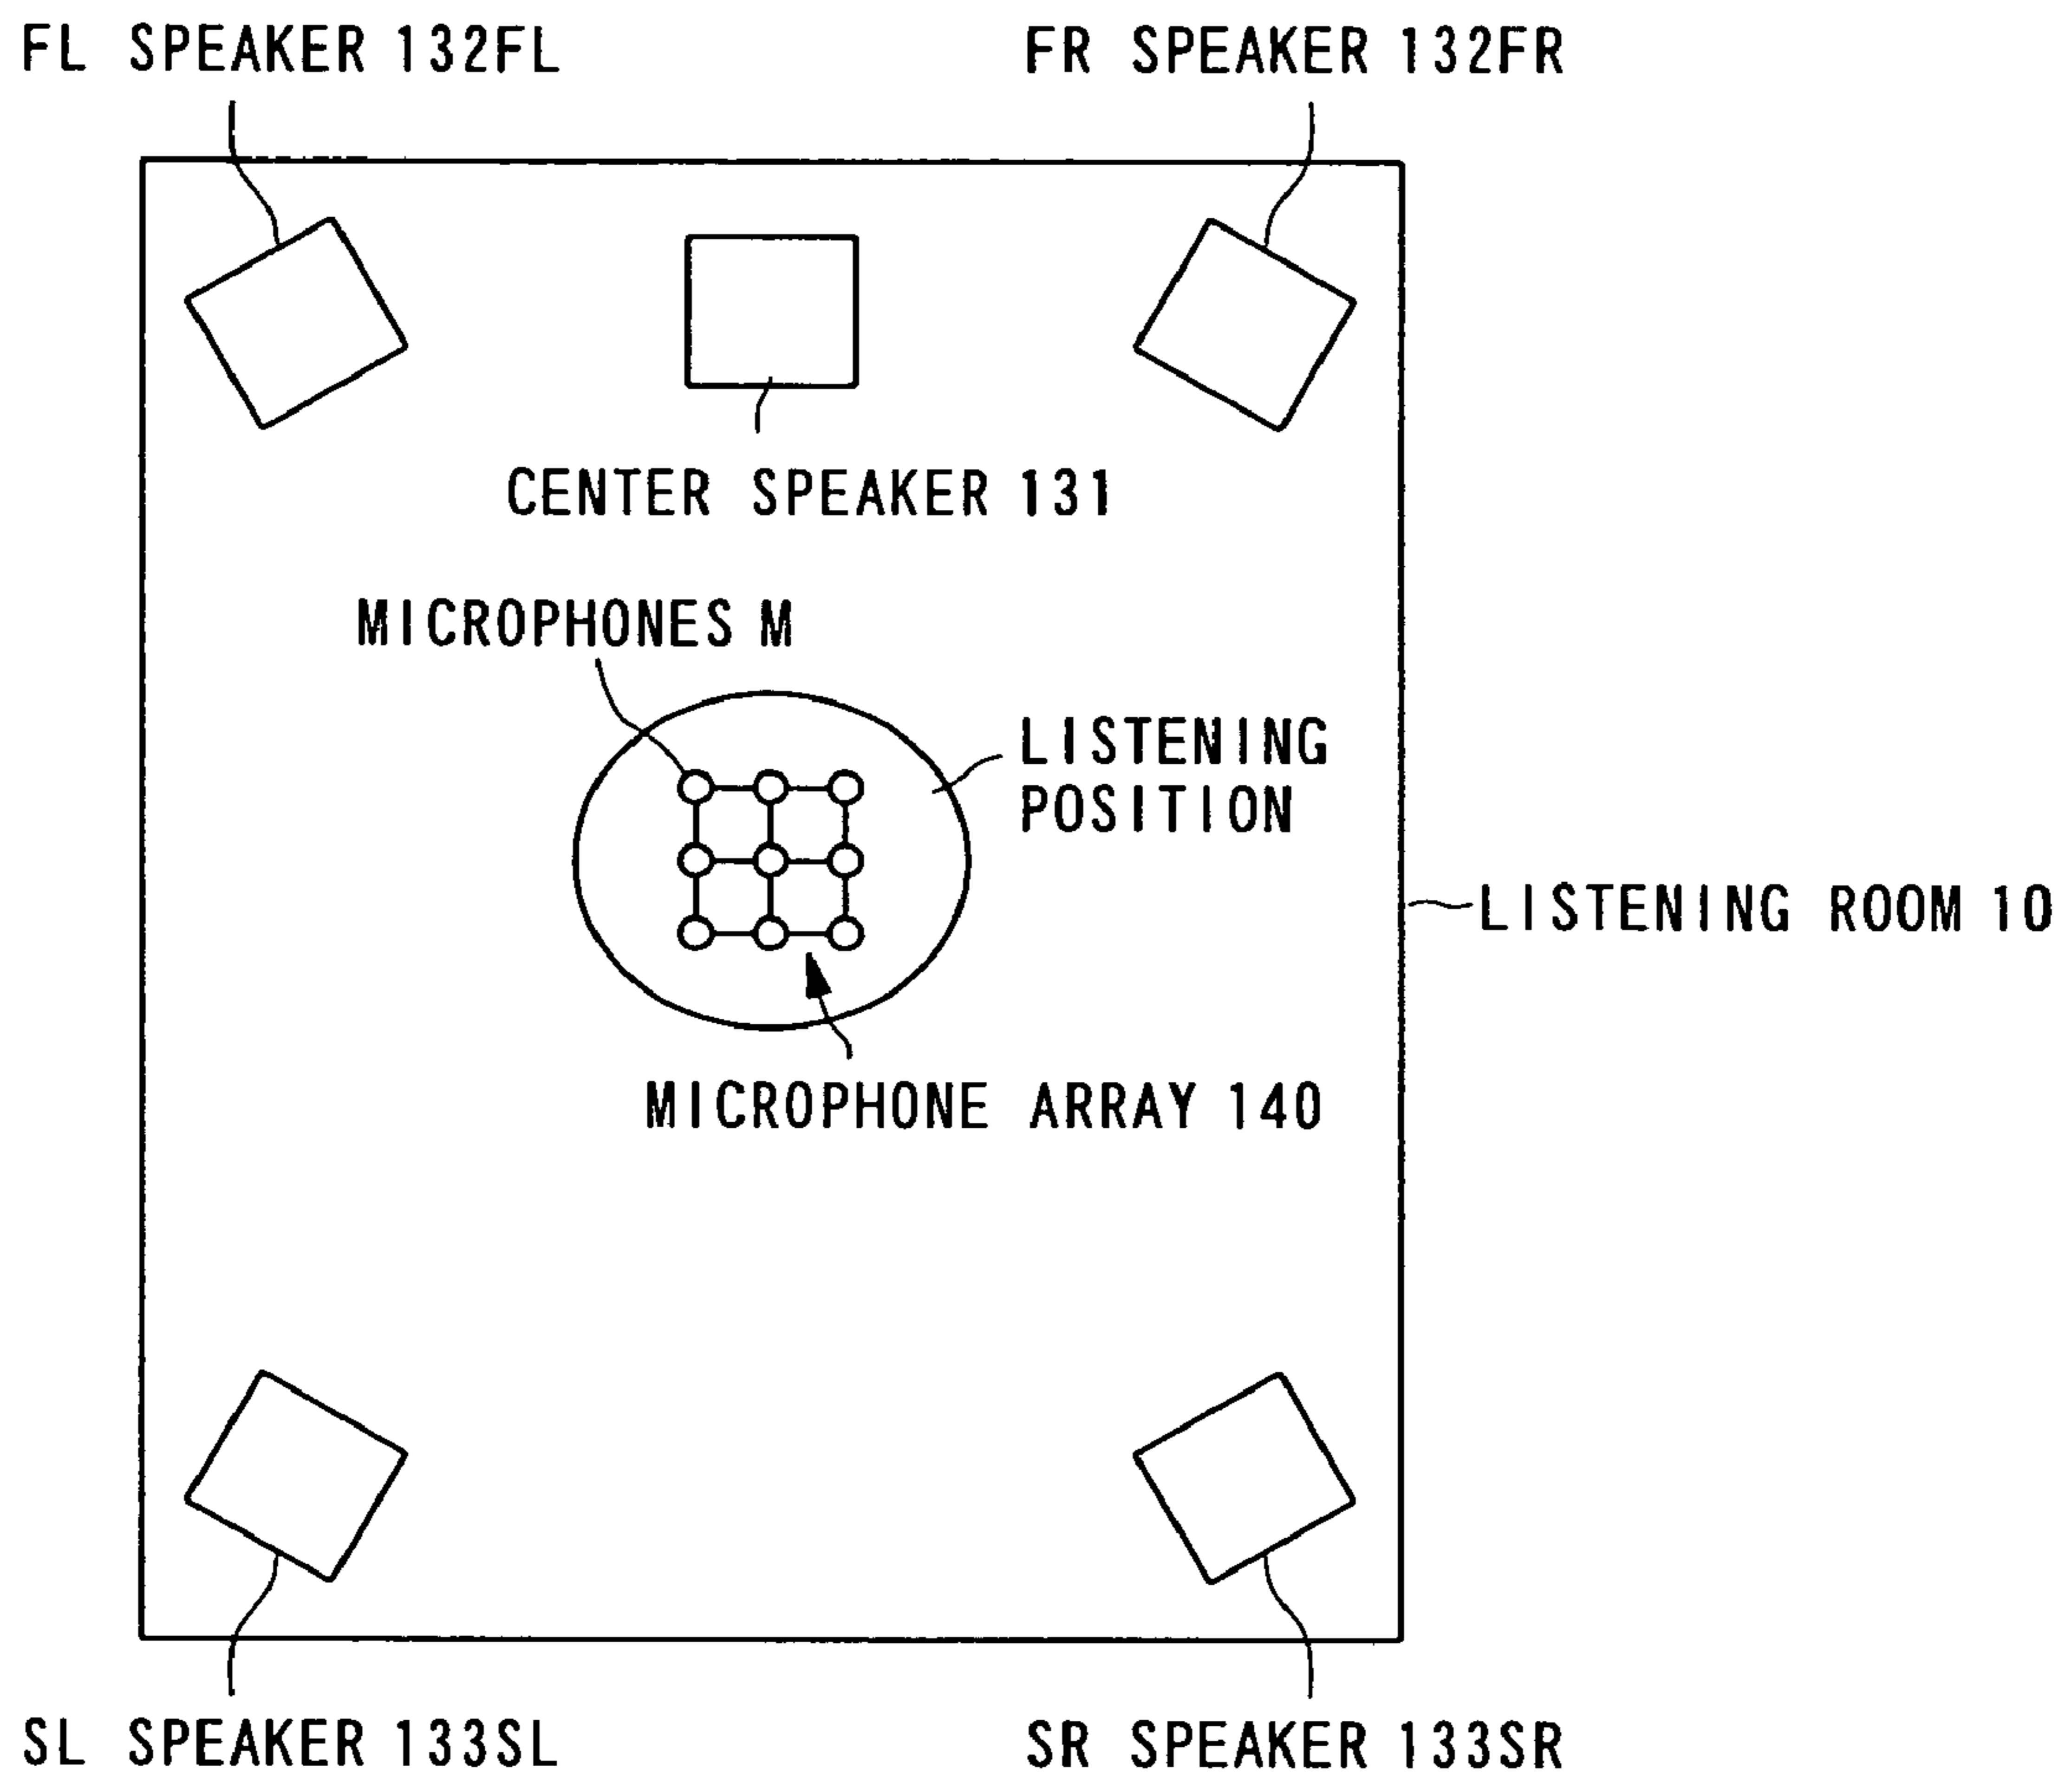 FL SPEAKER 132FL
FR SPEAKER 132FR
CENTER SPEAKER 131
MICROPHONES M
LISTENING
POSITION
LISTENING ROOM 10
MICROPHONE ARRAY 140
SL SPEAKER 133SL
SR SPEAKER 133SR